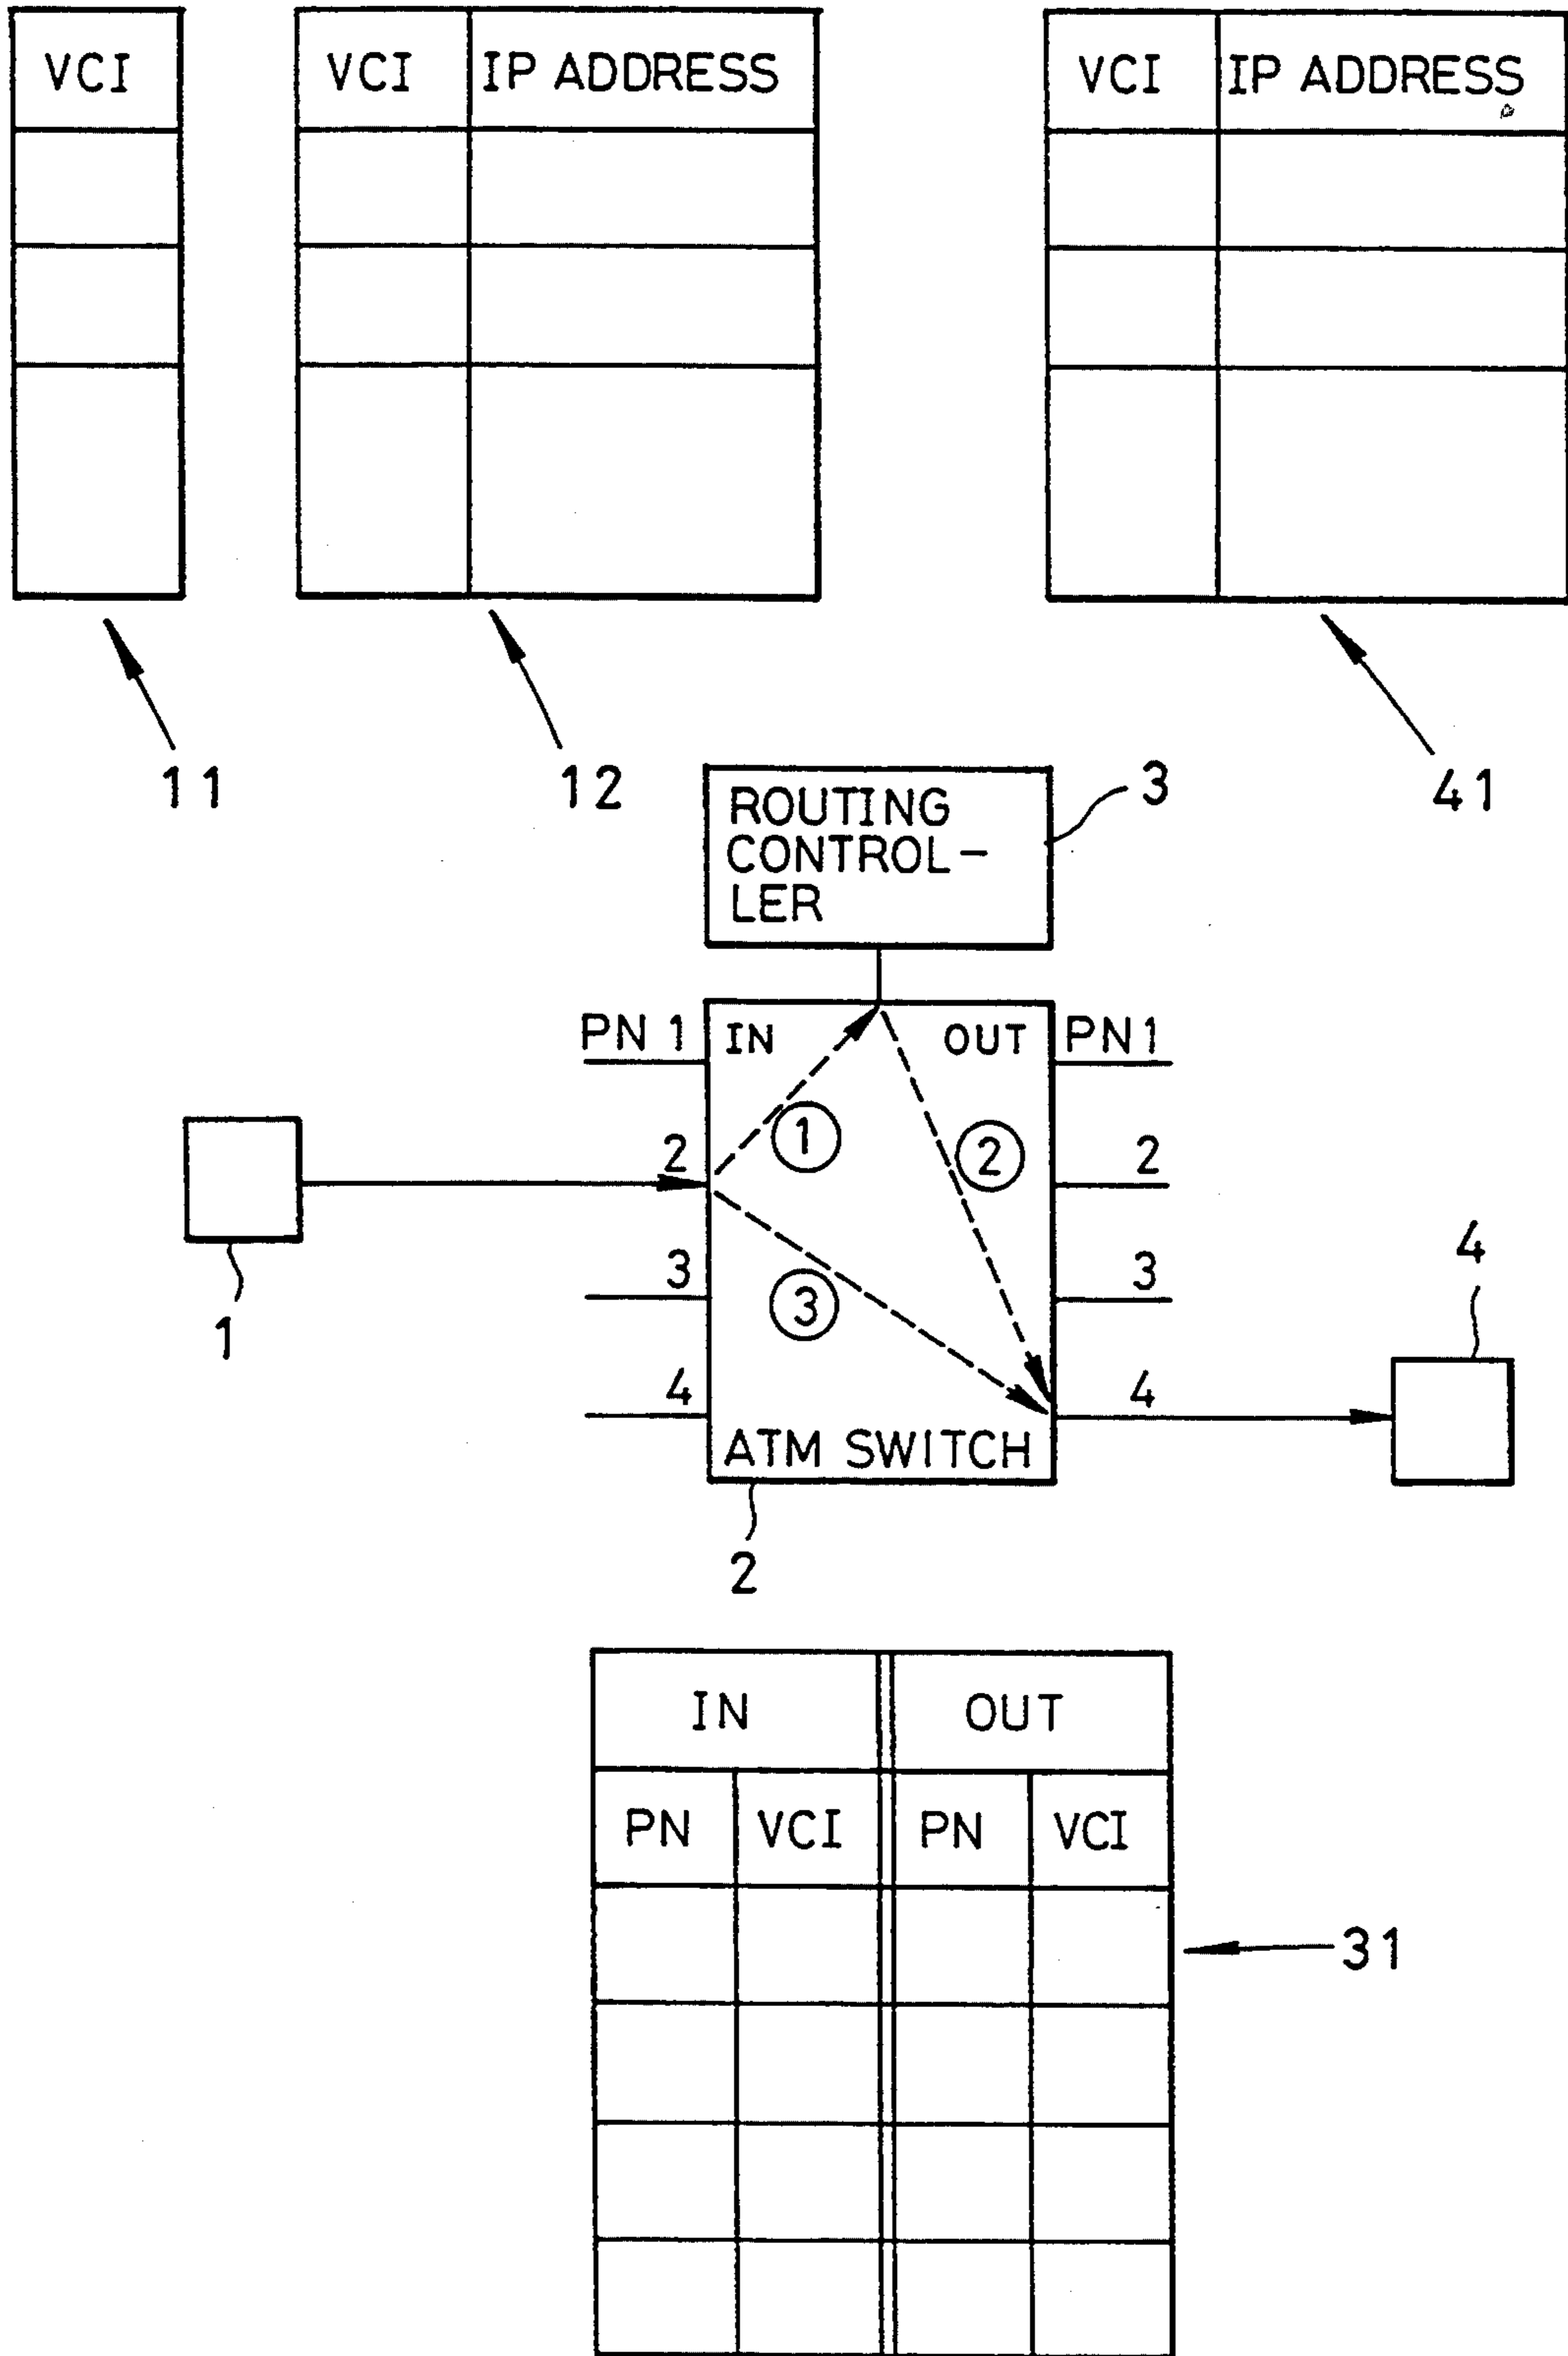 VCI
VCI IP ADDRESS
VCI IP ADDRESS
11
12
41
ROUTING
CONTROL-
LER
3
PN 1 IN OUT PN1
1
2 2 2
3 3
3
4 4
ATM SWITCH
1
4
2
IN OUT
PN VCI PN VCI
31